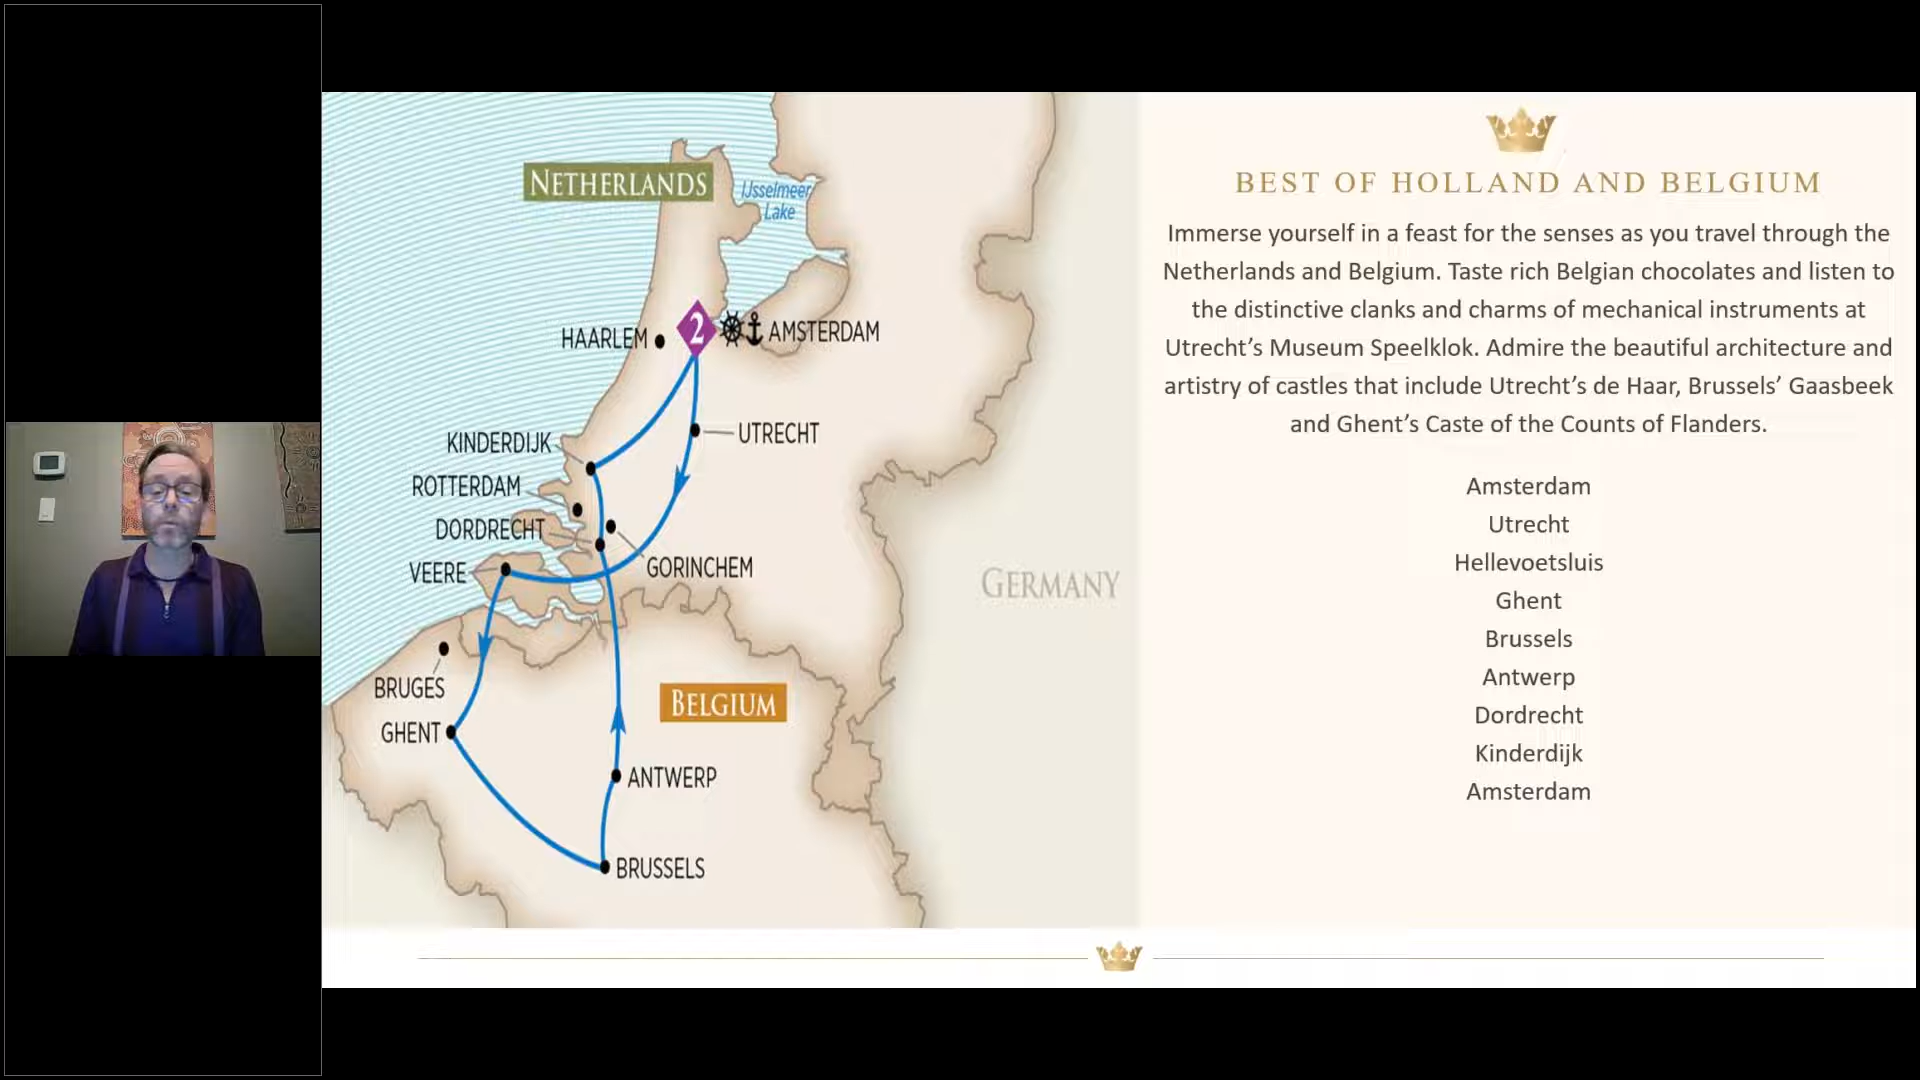 NETHERLANDS
IJsselmeer
Lake
2
HAARLEM
AMSTERDAM
KINDERDIJK
UTRECHT
ROTTERDAM
DORDRECHT
VEERE
GORINCHEM
GERMANY
BRUGES
BELGIUM
GHENT
ANTWERP
BRUSSELS
BEST OF HOLLAND AND BELGIUM
Immerse yourself in a feast for the senses as you travel through the
Netherlands and Belgium. Taste rich Belgian chocolates and listen to
the distinctive clanks and charms of mechanical instruments at
Utrecht’s Museum Speelklok. Admire the beautiful architecture and
artistry of castles that include Utrecht’s de Haar, Brussels’ Gaasbeek
and Ghent’s Caste of the Counts of Flanders.
Amsterdam
Utrecht
Hellevoetsluis
Ghent
Brussels
Antwerp
Dordrecht
Kinderdijk
Amsterdam